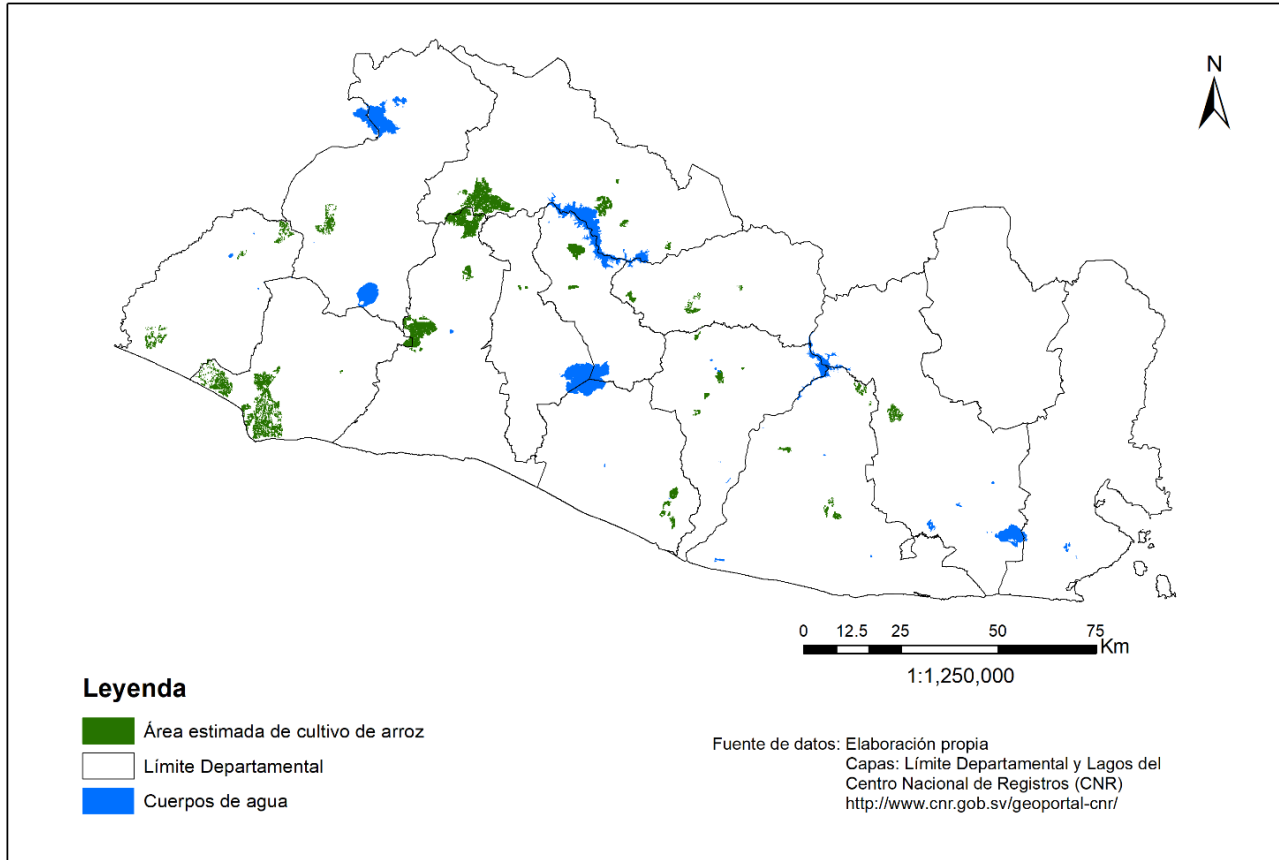 N
0 12.5 25 50 75
Km
1:1,250,000
Leyenda
Área estimada de cultivo de arroz
Límite Departamental
Cuerpos de agua
Fuente de datos: Elaboración propia
Capas: Límite Departamental y Lagos del
Centro Nacional de Registros (CNR)
http://www.cnr.gob.sv/geoportal-cnr/